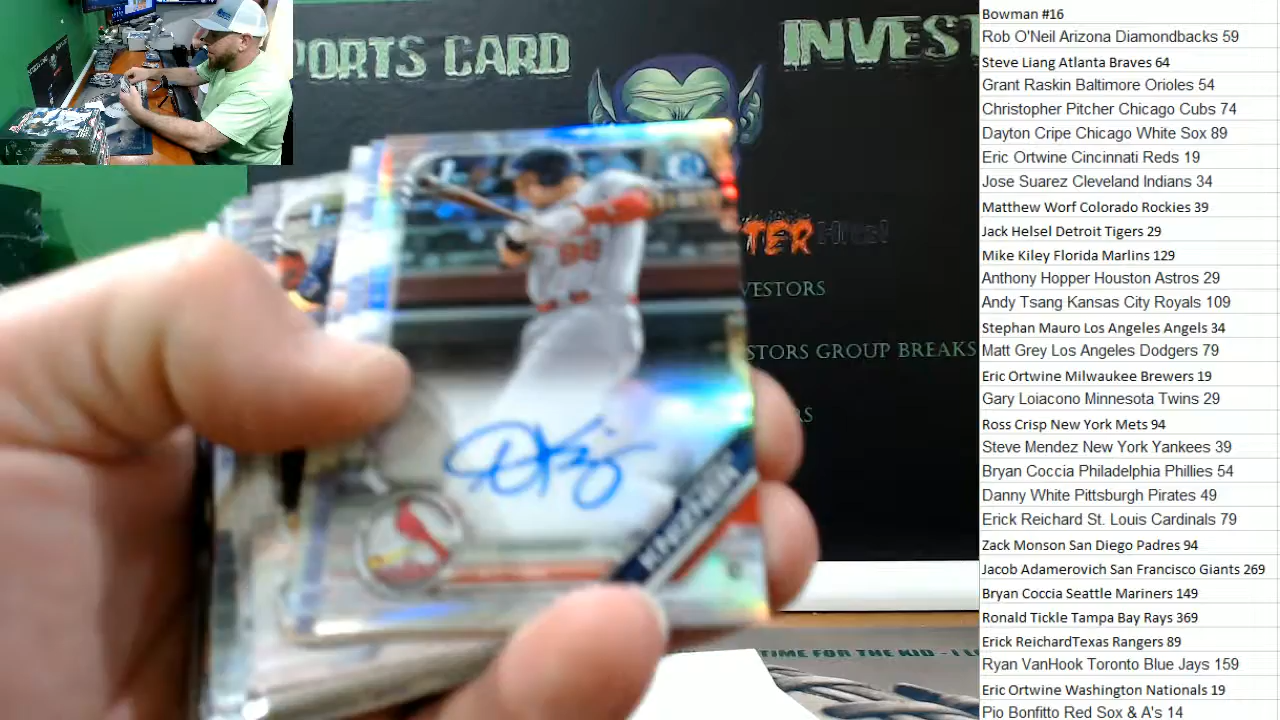 PORTS CARD
INVEST
TER Hits!
VESTORS
STORS GROUP BREAKS
RS
KNIZNER
TIME FOR THE KID - I L
Bowman #16
Rob O'Neil Arizona Diamondbacks 59
Steve Liang Atlanta Braves 64
Grant Raskin Baltimore Orioles 54
Christopher Pitcher Chicago Cubs 74
Dayton Cripe Chicago White Sox 89
Eric Ortwine Cincinnati Reds 19
Jose Suarez Cleveland Indians 34
Matthew Worf Colorado Rockies 39
Jack Helsel Detroit Tigers 29
Mike Kiley Florida Marlins 129
Anthony Hopper Houston Astros 29
Andy Tsang Kansas City Royals 109
Stephan Mauro Los Angeles Angels 34
Matt Grey Los Angeles Dodgers 79
Eric Ortwine Milwaukee Brewers 19
Gary Loiacono Minnesota Twins 29
Ross Crisp New York Mets 94
Steve Mendez New York Yankees 39
Bryan Coccia Philadelphia Phillies 54
Danny White Pittsburgh Pirates 49
Erick Reichard St. Louis Cardinals 79
Zack Monson San Diego Padres 94
Jacob Adamerovich San Francisco Giants 269
Bryan Coccia Seattle Mariners 149
Ronald Tickle Tampa Bay Rays 369
Erick ReichardTexas Rangers 89
Ryan VanHook Toronto Blue Jays 159
Eric Ortwine Washington Nationals 19
Pio Bonfitto Red Sox & A's 14